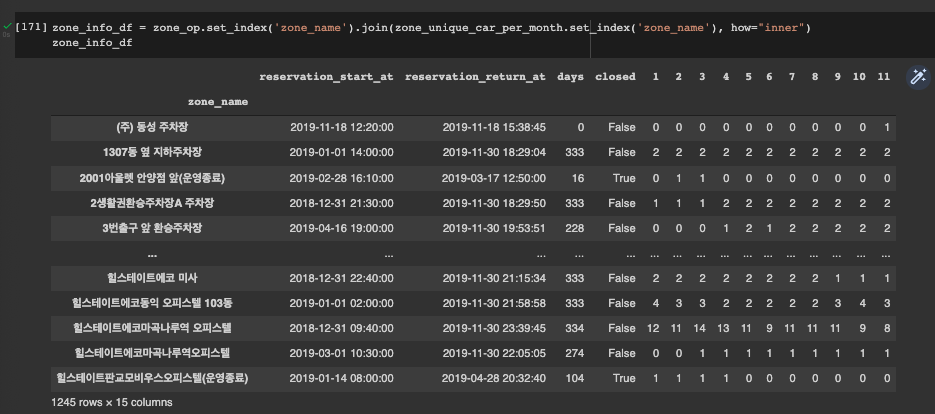 [171] zone_info_df = zone_op.set_index('zone_name').join(zone_unique_car_per_month.set_index('zone_name'), how="inner")
0s zone_info_df
reservation_start_at reservation_return_at days closed 1 2 3 4 5 6 7 8 9 10 11
zone_name
(주) 동성 주차장 2019-11-18 12:20:00 2019-11-18 15:38:45 0 False 0 0 0 0 0 0 0 0 0 0 1
1307동 옆 지하주차장 2019-01-01 14:00:00 2019-11-30 18:29:04 333 False 2 2 2 2 2 2 2 2 2 2 2
2001아울렛 안양점 앞(운영종료) 2019-02-28 16:10:00 2019-03-17 12:50:00 16 True 0 1 1 0 0 0 0 0 0 0 0
2생활권환승주차장A 주차장 2018-12-31 21:30:00 2019-11-30 18:29:50 333 False 1 1 1 2 2 2 2 2 2 2 2
3번출구 앞 환승주차장 2019-04-16 19:00:00 2019-11-30 19:53:51 228 False 0 0 0 1 2 1 2 2 2 2 2
... ... ... ... ... ... ... ... ... ... ... ... ... ... ... ...
힐스테이트에코 미사 2018-12-31 22:40:00 2019-11-30 21:15:34 333 False 2 2 2 2 2 2 2 2 1 1 1
힐스테이트에코동익 오피스텔 103동 2019-01-01 02:00:00 2019-11-30 21:58:58 333 False 4 3 3 2 2 2 2 2 3 4 3
힐스테이트에코마곡나루역 오피스텔 2018-12-31 09:40:00 2019-11-30 23:39:45 334 False 12 11 14 13 11 9 11 11 11 9 8
힐스테이트에코마곡나루역오피스텔 2019-03-01 10:30:00 2019-11-30 22:05:05 274 False 0 0 1 1 1 1 1 1 1 1 1
힐스테이트판교모비우스오피스텔(운영종료) 2019-01-14 08:00:00 2019-04-28 20:32:40 104 True 1 1 1 1 0 0 0 0 0 0 0
1245 rows × 15 columns